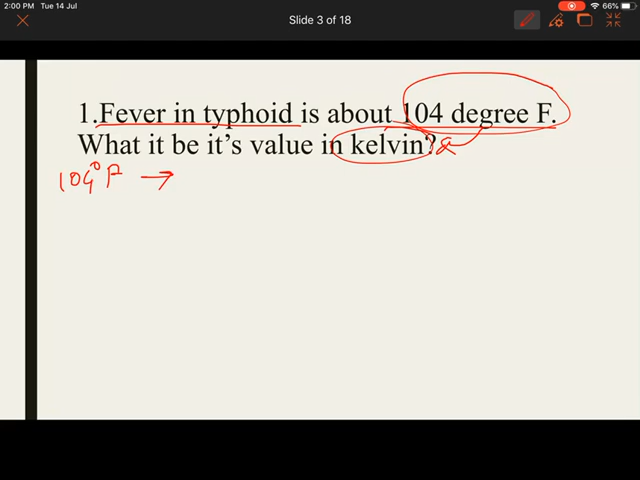 2:00 PM Tue 14 Jul 66%
Slide 3 of 18
1.Fever in typhoid is about 104 degree F.
What it be it's value in kelvin?
104° F →